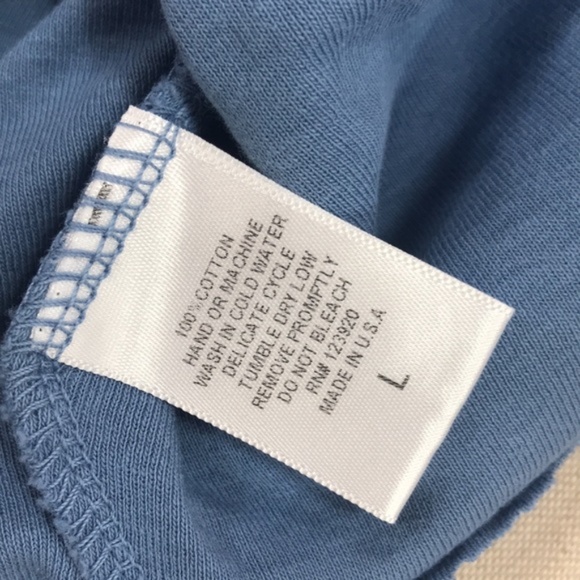 100% COTTON
HAND OR MACHINE
WASH IN COLD WATER
DELICATE CYCLE
TUMBLE DRY LOW
REMOVE PROMPTLY
DO NOT BLEACH
RN# 123920
MADE IN U.S.A
L